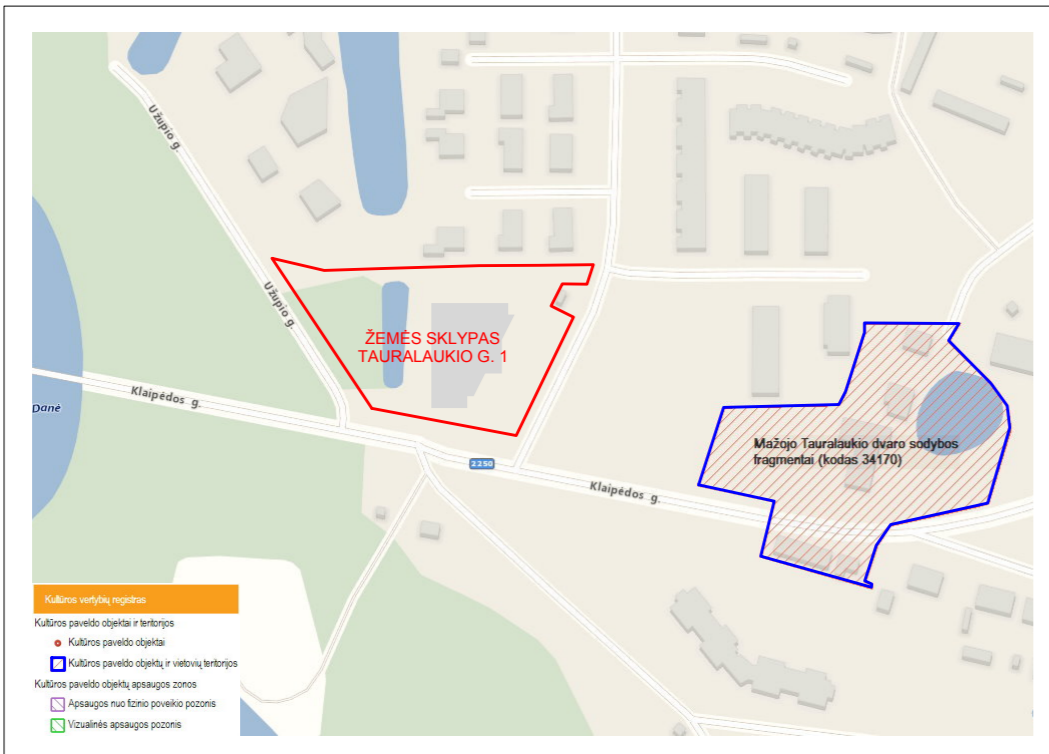 Užupio g.
Užupio g.
ŽEMĖS SKLYPAS
TAURALAUKIO G. 1
Klaipėdos g.
Danė
2250
Klaipėdos g.
Mažojo Tauralaukio dvaro sodybos
fragmentai (kodas 34170)
Kultūros vertybių registras
Kultūros paveldo objektai ir teritorijos
Kultūros paveldo objektai
Kultūros paveldo objektų ir vietovių teritorijos
Kultūros paveldo objektų apsaugos zonos
Apsaugos nuo fizinio poveikio pozonis
Vizualinės apsaugos pozonis